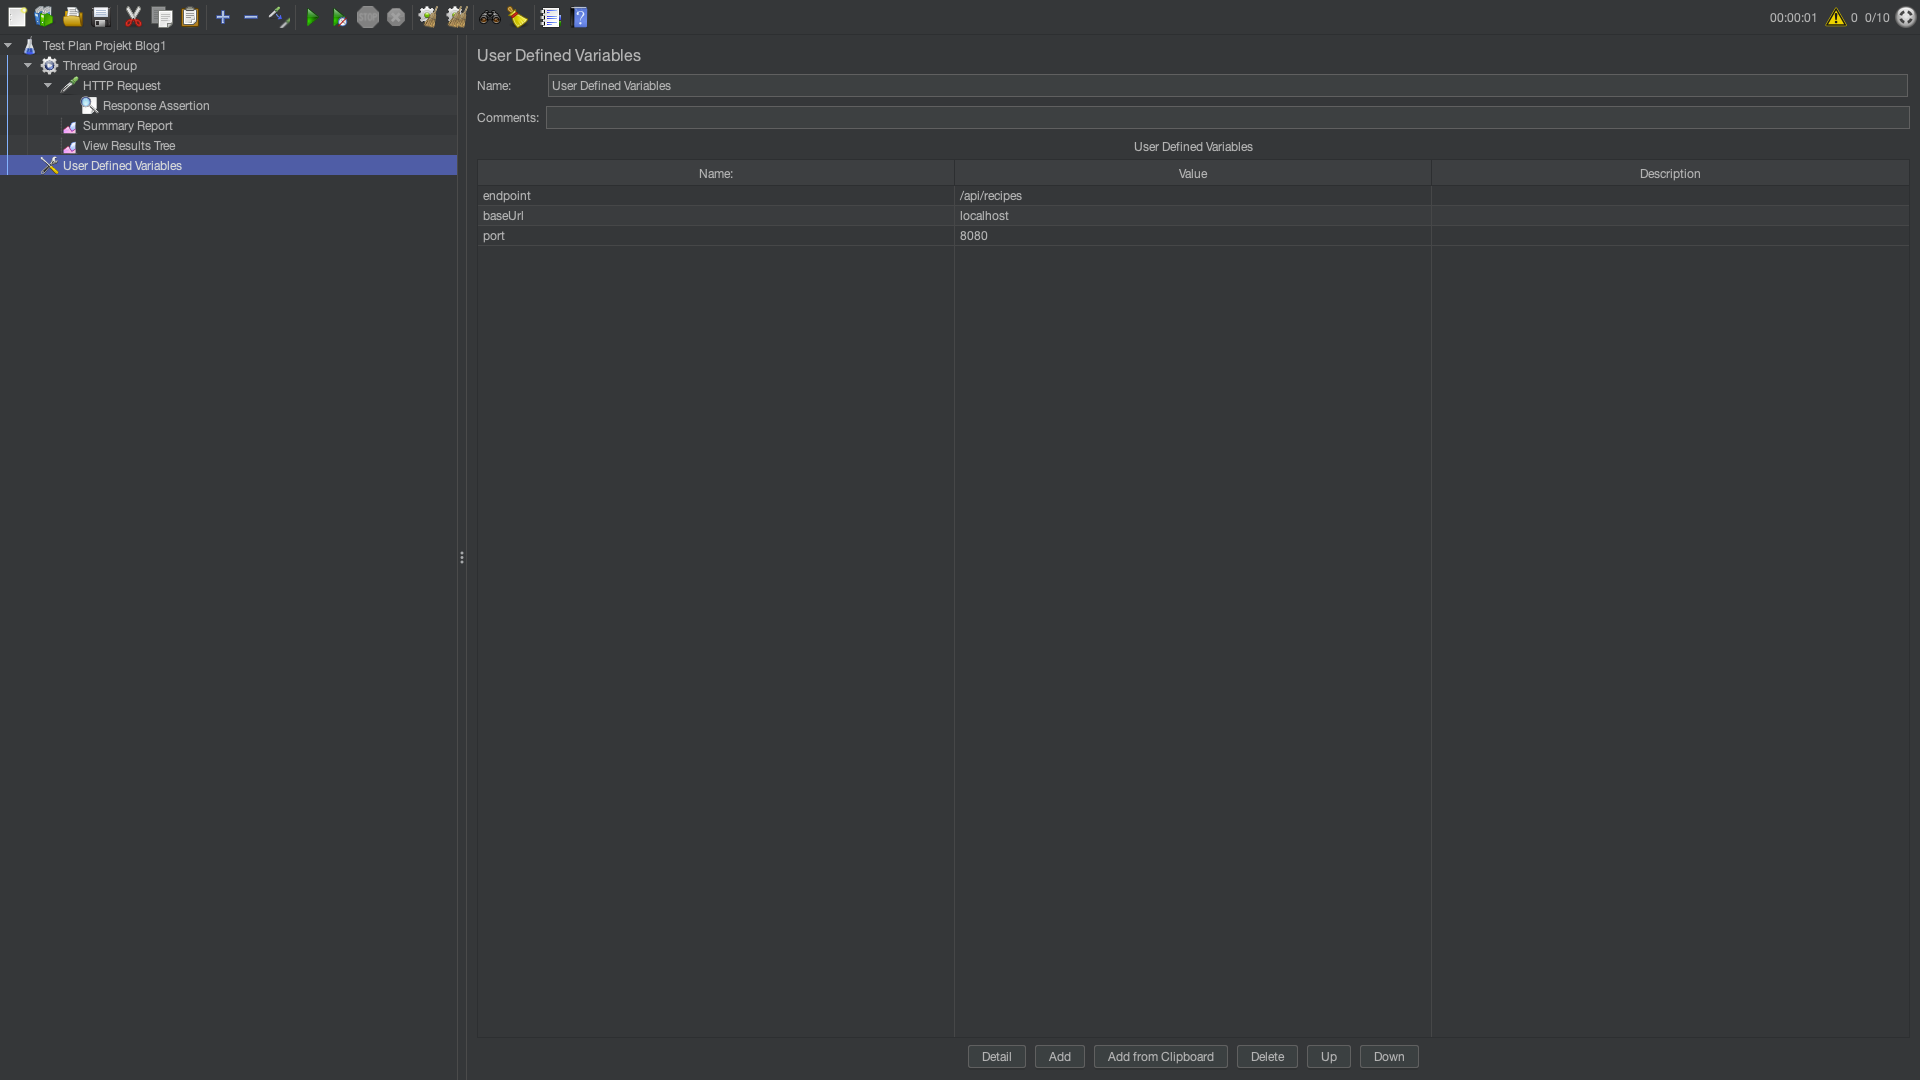 00:00:01 0 0/10
Test Plan Projekt Blog1
Thread Group
HTTP Request
Response Assertion
Summary Report
View Results Tree
User Defined Variables
User Defined Variables
Name: User Defined Variables
Comments:
User Defined Variables
Name: Value Description
endpoint /api/recipes
baseUrl localhost
port 8080
Detail Add Add from Clipboard Delete Up Down